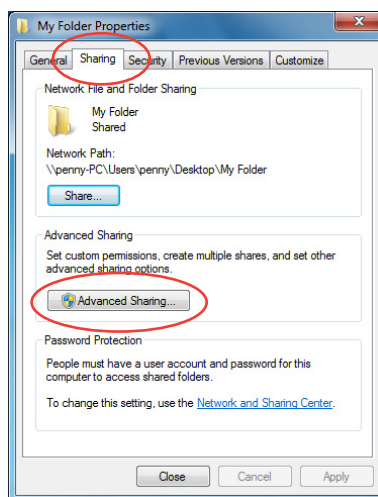 My Folder Properties
General Sharing Security Previous Versions Customize
Network File and Folder Sharing
My Folder
Shared
Network Path:
\\penny-PC\Users\penny\Desktop\My Folder
Share...
Advanced Sharing
Set custom permissions, create multiple shares, and set other
advanced sharing options.
Advanced Sharing...
Password Protection
People must have a user account and password for this
computer to access shared folders.
To change this setting, use the Network and Sharing Center.
Close Cancel Apply